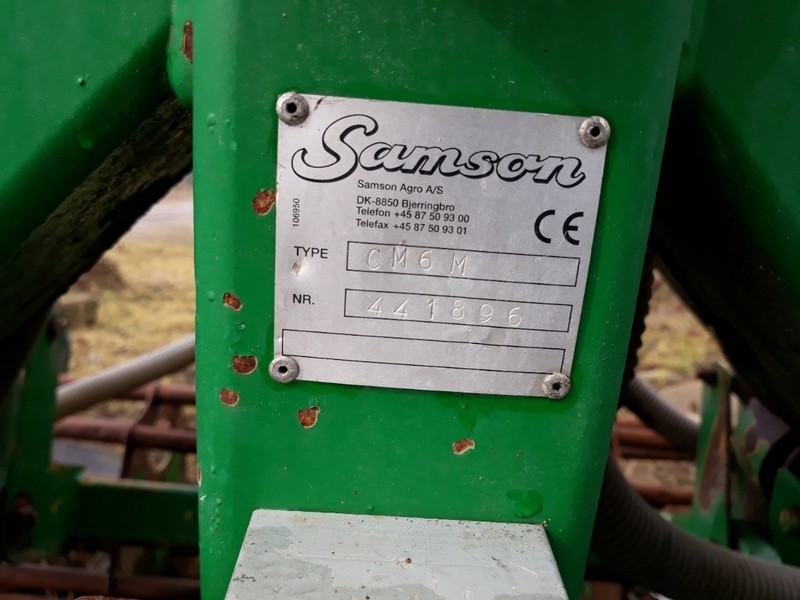 Samson
Samson Agro A/S
DK-8850 Bjerringbro
Telefon +45 87 50 93 00
Telefax +45 87 50 93 01
106950
CE
TYPE CM6M
NR. 441896